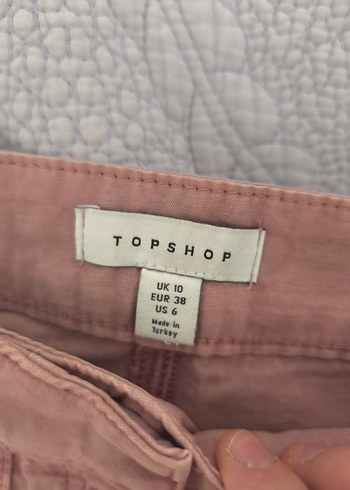 TOPSHOP
UK 10
EUR 38
US 6
Made in
Turkey